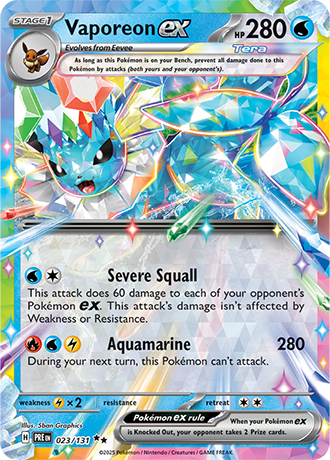 STAGE 1
Vaporeon ex HP 280
Evolves from Eevee
Tera
As long as this Pokémon is on your Bench, prevent all damage done to this
Pokémon by attacks (both yours and your opponent's).
Severe Squall
This attack does 60 damage to each of your opponent's
Pokémon ex. This attack's damage isn't affected by
Weakness or Resistance.
Aquamarine 280
During your next turn, this Pokémon can't attack.
weakness ×2 resistance retreat
Illus. 5ban Graphics
Pokémon ex rule
When your Pokémon ex
is Knocked Out, your opponent takes 2 Prize cards.
H PRE EN 023/131 ★★
©2025 Pokémon / Nintendo / Creatures / GAME FREAK